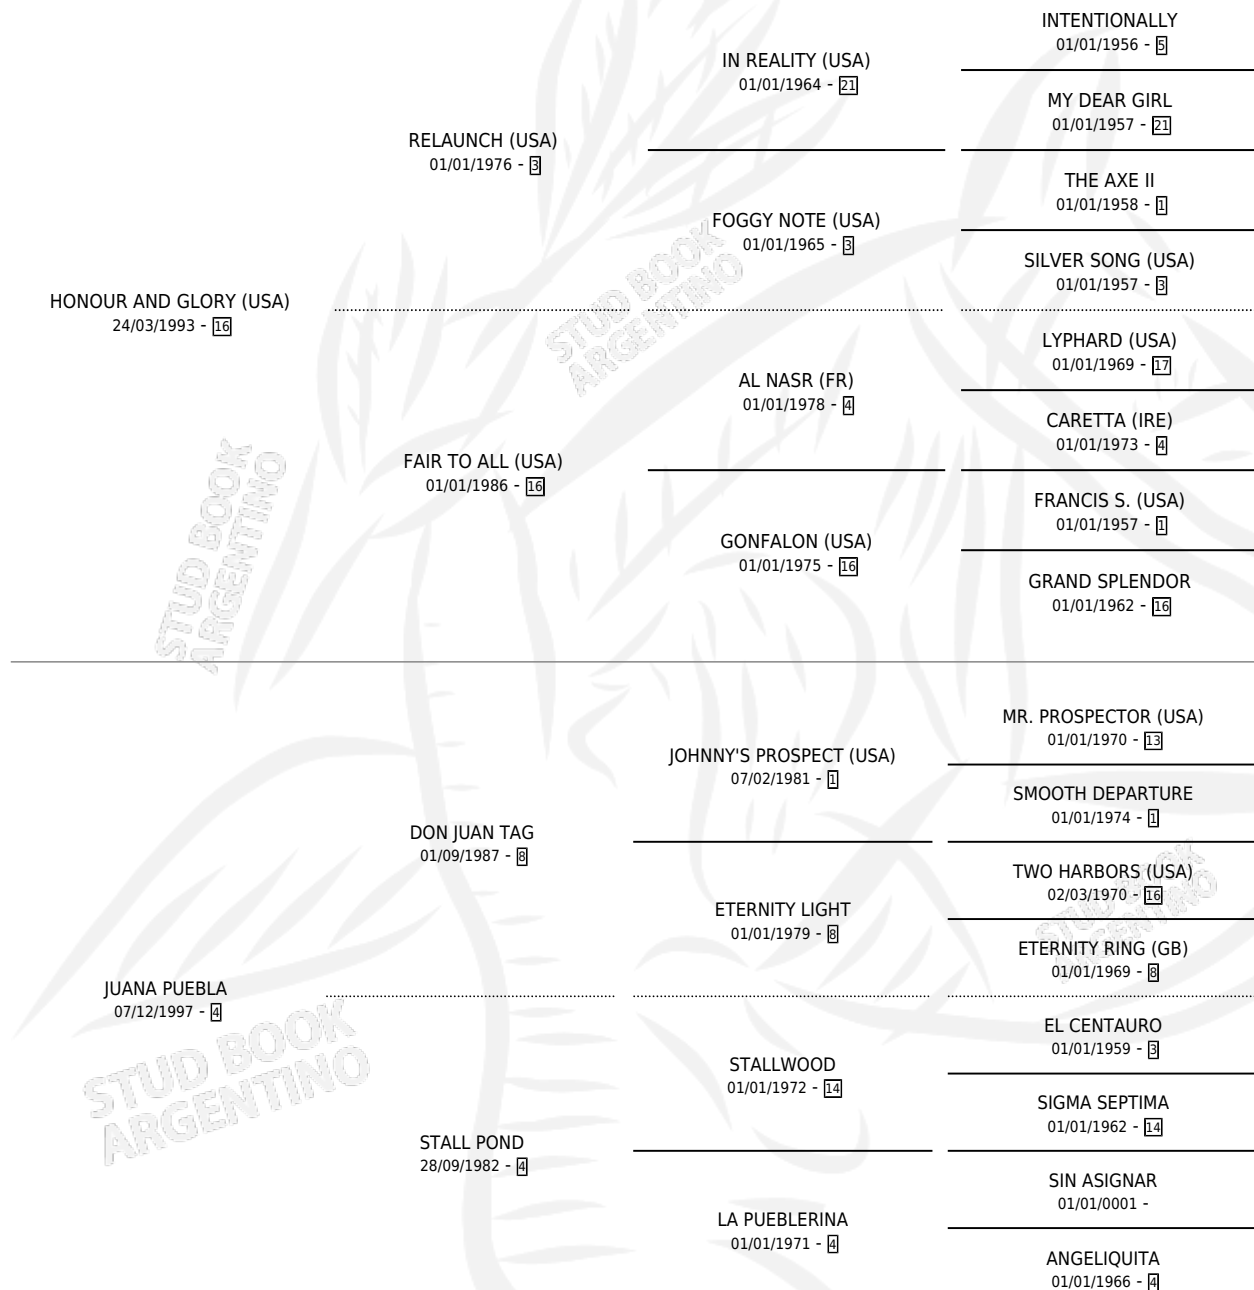 INTENTIONALLY
01/01/1956 - 5
IN REALITY (USA)
01/01/1964 - 21
MY DEAR GIRL
01/01/1957 - 21
RELAUNCH (USA)
01/01/1976 - 3
THE AXE II
01/01/1958 - 1
FOGGY NOTE (USA)
01/01/1965 - 3
SILVER SONG (USA)
01/01/1957 - 3
HONOUR AND GLORY (USA)
24/03/1993 - 16
LYPHARD (USA)
01/01/1969 - 17
AL NASR (FR)
01/01/1978 - 4
CARETTA (IRE)
01/01/1973 - 4
FAIR TO ALL (USA)
01/01/1986 - 16
FRANCIS S. (USA)
01/01/1957 - 1
GONFALON (USA)
01/01/1975 - 16
GRAND SPLENDOR
01/01/1962 - 16
MR. PROSPECTOR (USA)
01/01/1970 - 13
JOHNNY'S PROSPECT (USA)
07/02/1981 - 1
SMOOTH DEPARTURE
01/01/1974 - 1
DON JUAN TAG
01/09/1987 - 8
TWO HARBORS (USA)
02/03/1970 - 16
ETERNITY LIGHT
01/01/1979 - 8
ETERNITY RING (GB)
01/01/1969 - 8
JUANA PUEBLA
07/12/1997 - 4
EL CENTAURO
01/01/1959 - 3
STALLWOOD
01/01/1972 - 14
SIGMA SEPTIMA
01/01/1962 - 14
STALL POND
28/09/1982 - 4
SIN ASIGNAR
01/01/0001 -
LA PUEBLERINA
01/01/1971 - 4
ANGELIQUITA
01/01/1966 - 4
STUD BOOK
ARGENTINO
STUD BOOK
ARGENTINO
STUD BOOK
ARGENTINO
STUD BOOK
ARGENTINO